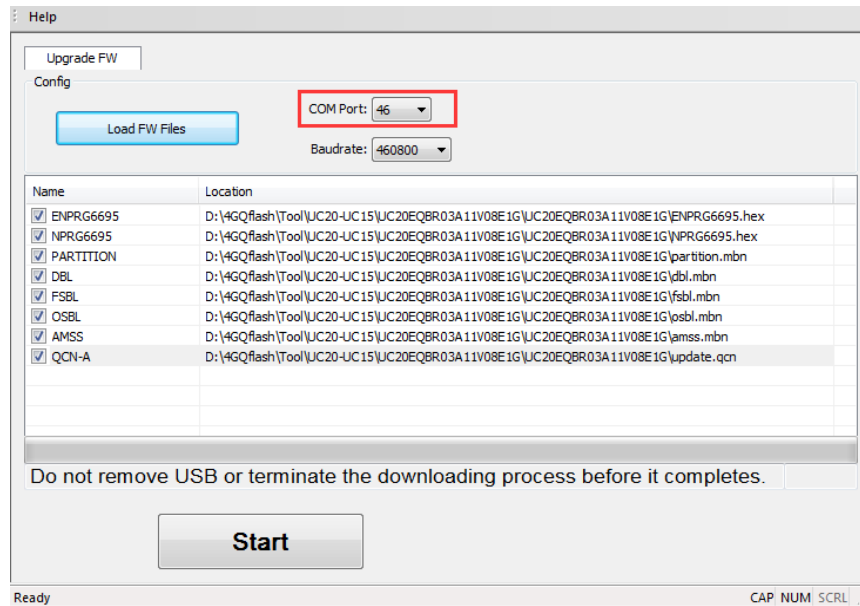 Help
Upgrade FW
Config
Load FW Files
COM Port: 46
Baudrate: 460800
Name Location
ENPRG6695 D:\4GQflash\Tool\UC20-UC15\UC20EQBR03A11V08E1G\UC20EQBR03A11V08E1G\ENPRG6695.hex
NPRG6695 D:\4GQflash\Tool\UC20-UC15\UC20EQBR03A11V08E1G\UC20EQBR03A11V08E1G\NPRG6695.hex
PARTITION D:\4GQflash\Tool\UC20-UC15\UC20EQBR03A11V08E1G\UC20EQBR03A11V08E1G\partition.mbn
DBL D:\4GQflash\Tool\UC20-UC15\UC20EQBR03A11V08E1G\UC20EQBR03A11V08E1G\dbl.mbn
FSBL D:\4GQflash\Tool\UC20-UC15\UC20EQBR03A11V08E1G\UC20EQBR03A11V08E1G\fsbl.mbn
OSBL D:\4GQflash\Tool\UC20-UC15\UC20EQBR03A11V08E1G\UC20EQBR03A11V08E1G\osbl.mbn
AMSS D:\4GQflash\Tool\UC20-UC15\UC20EQBR03A11V08E1G\UC20EQBR03A11V08E1G\amss.mbn
QCN-A D:\4GQflash\Tool\UC20-UC15\UC20EQBR03A11V08E1G\UC20EQBR03A11V08E1G\update.qcn
Do not remove USB or terminate the downloading process before it completes.
Start
Ready CAP NUM SCRL